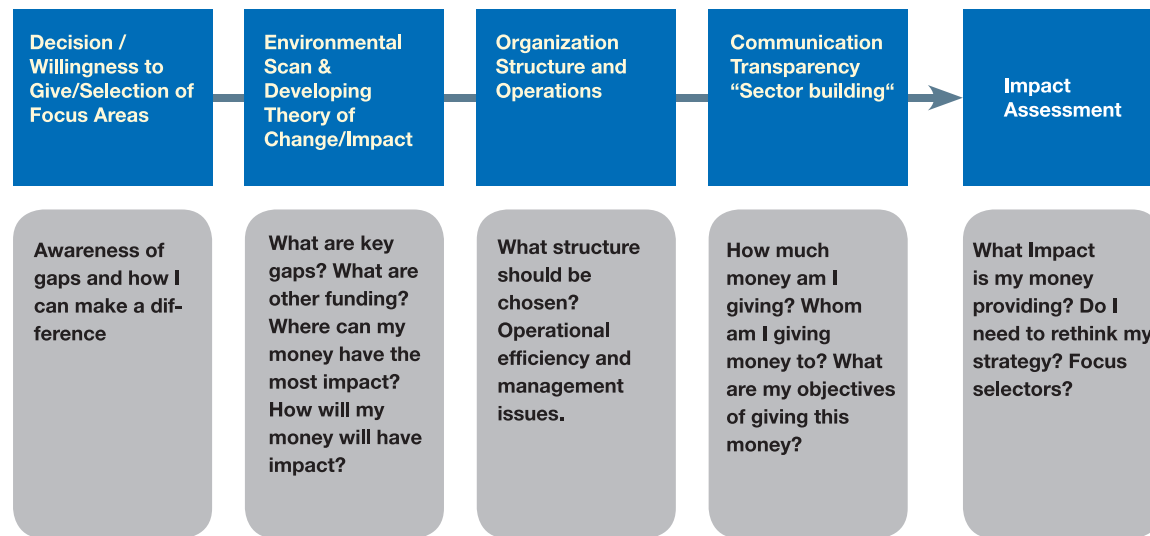 Decision /
Willingness to
Give/Selection of
Focus Areas
Environmental
Scan &
Developing
Theory of
Change/Impact
Organization
Structure and
Operations
Communication
Transparency
“Sector building“
Impact
Assessment
Awareness of
gaps and how I
can make a dif-
ference
What are key
gaps? What are
other funding?
Where can my
money have the
most impact?
How will my
money will have
impact?
What structure
should be
chosen?
Operational
efficiency and
management
issues.
How much
money am I
giving? Whom
am I giving
money to? What
are my objectives
of giving this
money?
What Impact
is my money
providing? Do I
need to rethink my
strategy? Focus
selectors?